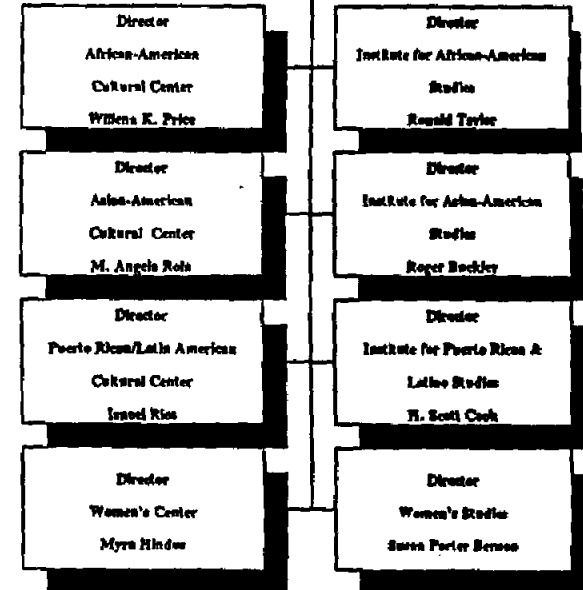 Director
African-American
Cultural Center
Willena K. Price
Director
Institute for African-American
Studies
Ronald Taylor
Director
Asian-American
Cultural Center
M. Angela Rola
Director
Institute for Asian-American
Studies
Roger Buckley
Director
Puerto Rican/Latin American
Cultural Center
Isnoel Rios
Director
Institute for Puerto Rican &
Latino Studies
H. Scott Cook
Director
Women's Center
Myra Hindus
Director
Women's Studies
Susan Porter Benson